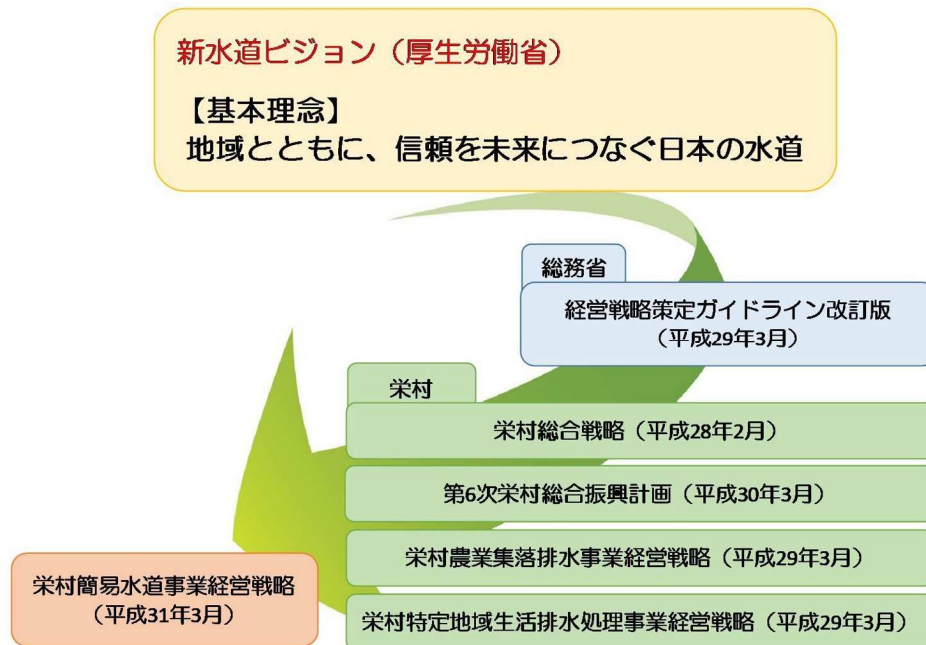 新水道ビジョン（厚生労働省）
【基本理念】
地域とともに、信頼を未来につなぐ日本の水道
総務省
経営戦略策定ガイドライン改訂版
（平成29年3月）
栄村
栄村総合戦略（平成28年2月）
第6次栄村総合振興計画（平成30年3月）
栄村農業集落排水事業経営戦略（平成29年3月）
栄村特定地域生活排水処理事業経営戦略（平成29年3月）
栄村簡易水道事業経営戦略
（平成31年3月）